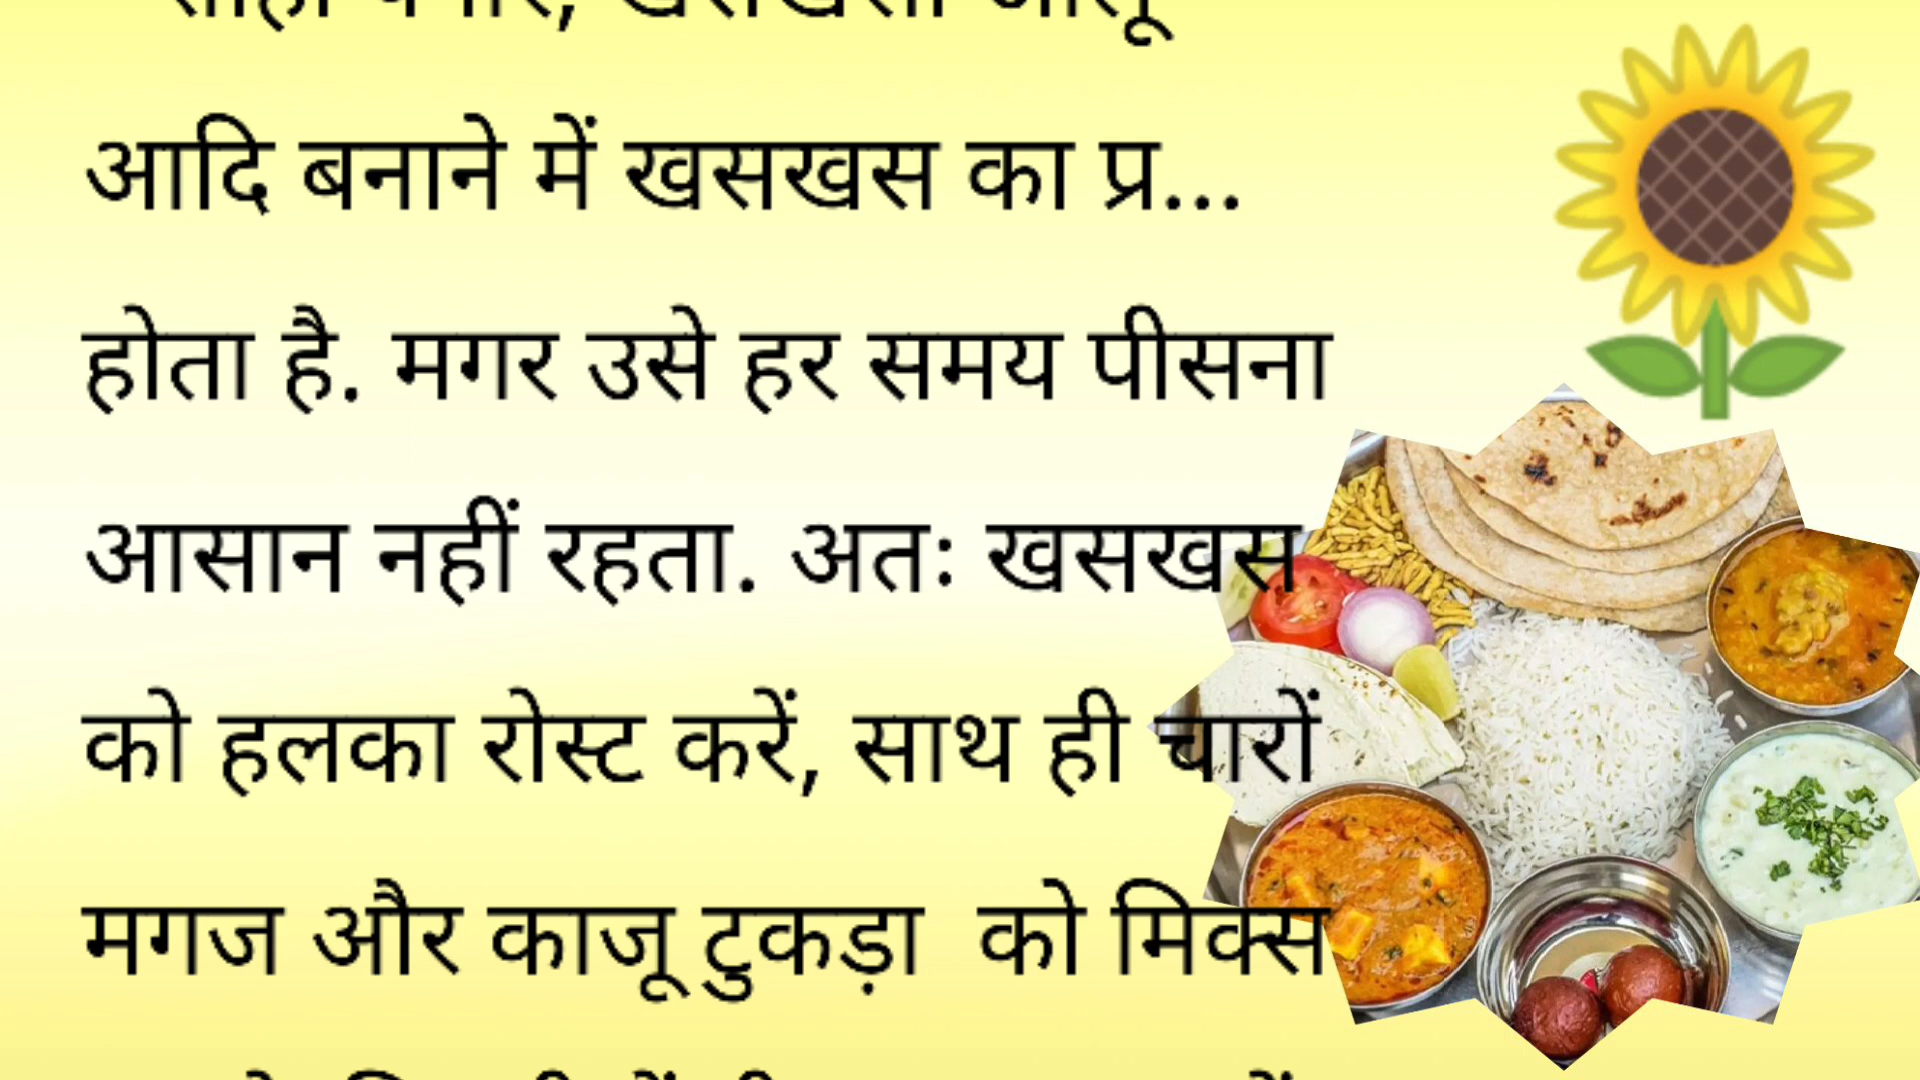 आदि बनाने में खसखस का प्र...
होता है. मगर उसे हर समय पीसना
आसान नहीं रहता. अतः खसखस
को हलका रोस्ट करें, साथ ही चारों
मगज और काजू टुकड़ा  को मिक्स